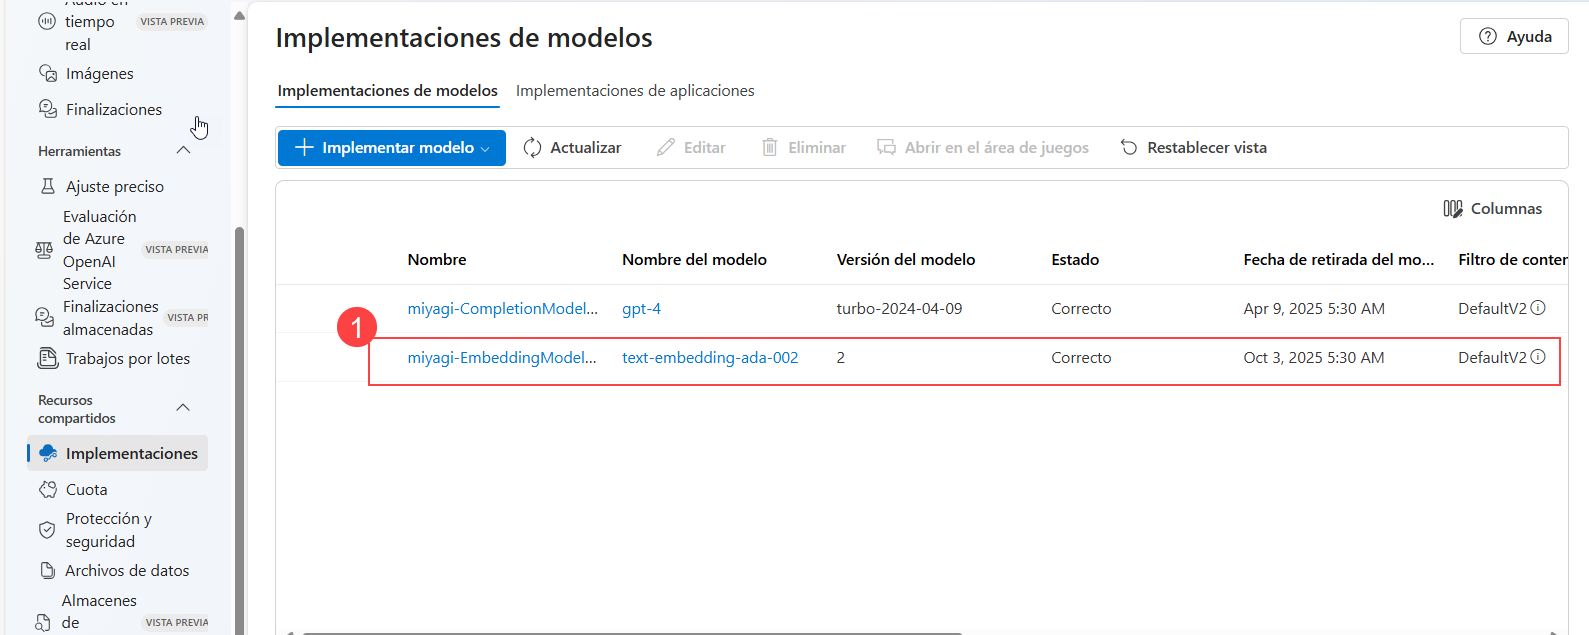 tiempo
real
VISTA PREVIA
Imágenes
Finalizaciones
Herramientas
Ajuste preciso
Evaluación
de Azure
OpenAI
Service
VISTA PREVIA
Finalizaciones
almacenadas
VISTA PR
Trabajos por lotes
Recursos
compartidos
Implementaciones
Cuota
Protección y
seguridad
Archivos de datos
Almacenes
de
VISTA PREVIA
Implementaciones de modelos
Ayuda
Implementaciones de modelos
Implementaciones de aplicaciones
Implementar modelo
Actualizar
Editar
Eliminar
Abrir en el área de juegos
Restablecer vista
Columnas
Nombre Nombre del modelo Versión del modelo Estado Fecha de retirada del mo... Filtro de conter
miyagi-CompletionModel... gpt-4 turbo-2024-04-09 Correcto Apr 9, 2025 5:30 AM DefaultV2
1
miyagi-EmbeddingModel... text-embedding-ada-002 2 Correcto Oct 3, 2025 5:30 AM DefaultV2